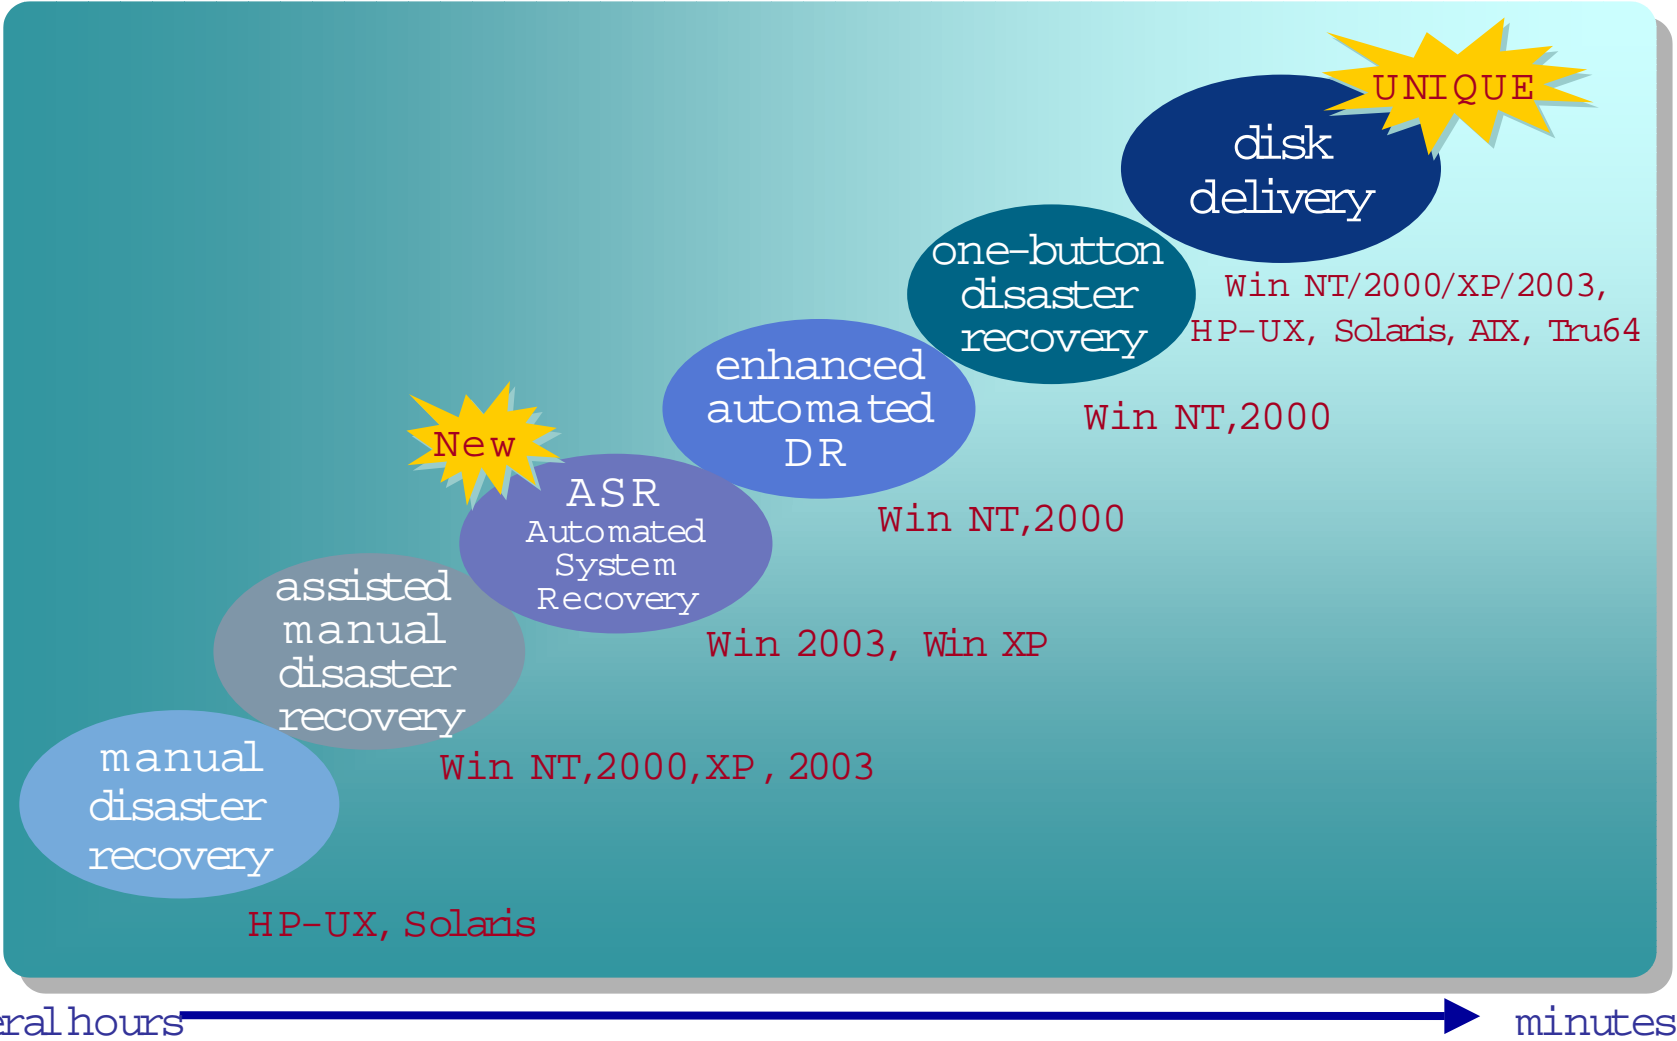 UNIQUE
disk
delivery
Win NT/2000/XP/2003,
HP-UX, Solaris, AIX, Tru64
one-button
disaster
recovery
Win NT,2000
enhanced
automated
DR
Win NT,2000
New
ASR
Automated
System
Recovery
Win 2003, Win XP
assisted
manual
disaster
recovery
Win NT,2000,XP, 2003
manual
disaster
recovery
HP-UX, Solaris
hours
minutes